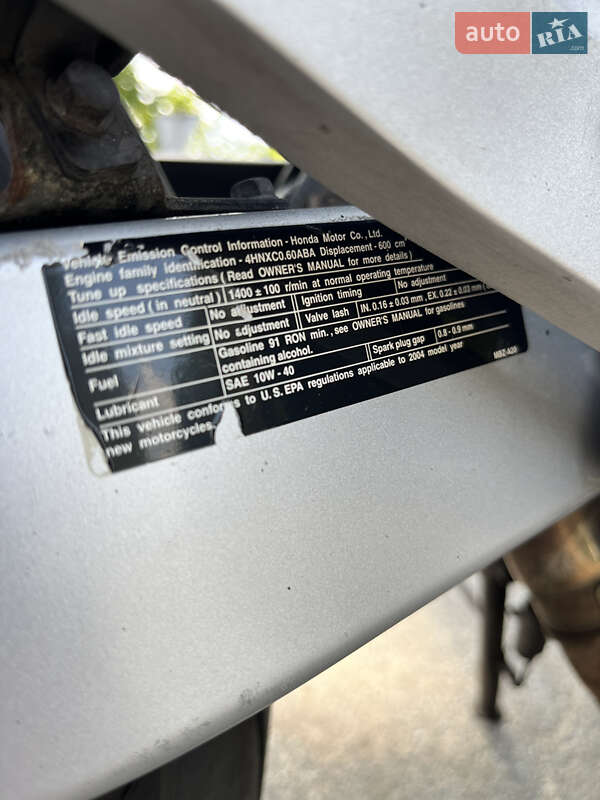 auto RIA .com
Vehicle Emission Control Information - Honda Motor Co., Ltd.
Engine family identification - 4HNXC0.60ABA Displacement - 600 cm
Tune up specifications (Read OWNER'S MANUAL for more details)
Idle speed (in neutral) 1400 ± 100 r/min at normal operating temperature
Fast idle speed No adjustment Ignition timing No adjustment
Idle mixture setting No adjustment Valve lash IN. 0.16 ± 0.03 mm, EX. 0.22 ± 0.03 mm
Fuel Gasoline 91 RON min., see OWNER'S MANUAL for gasolines
containing alcohol.
Lubricant SAE 10W - 40 Spark plug gap 0.8 - 0.9 mm
This vehicle conforms to U.S. EPA regulations applicable to 2004 model year
new motorcycles.